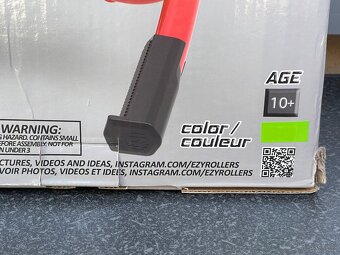 AGE
10+
color/
couleur
WARNING:
G HAZARD. CONTAINS SMALL
EFORE ASSEMBLY. NOT FOR
N UNDER 3
CTURES, VIDEOS AND IDEAS, INSTAGRAM.COM/EZYROLLERS
VOIR PHOTOS, VIDEOS ET IDEES, INSTAGRAM.COM/EZYROLLERS